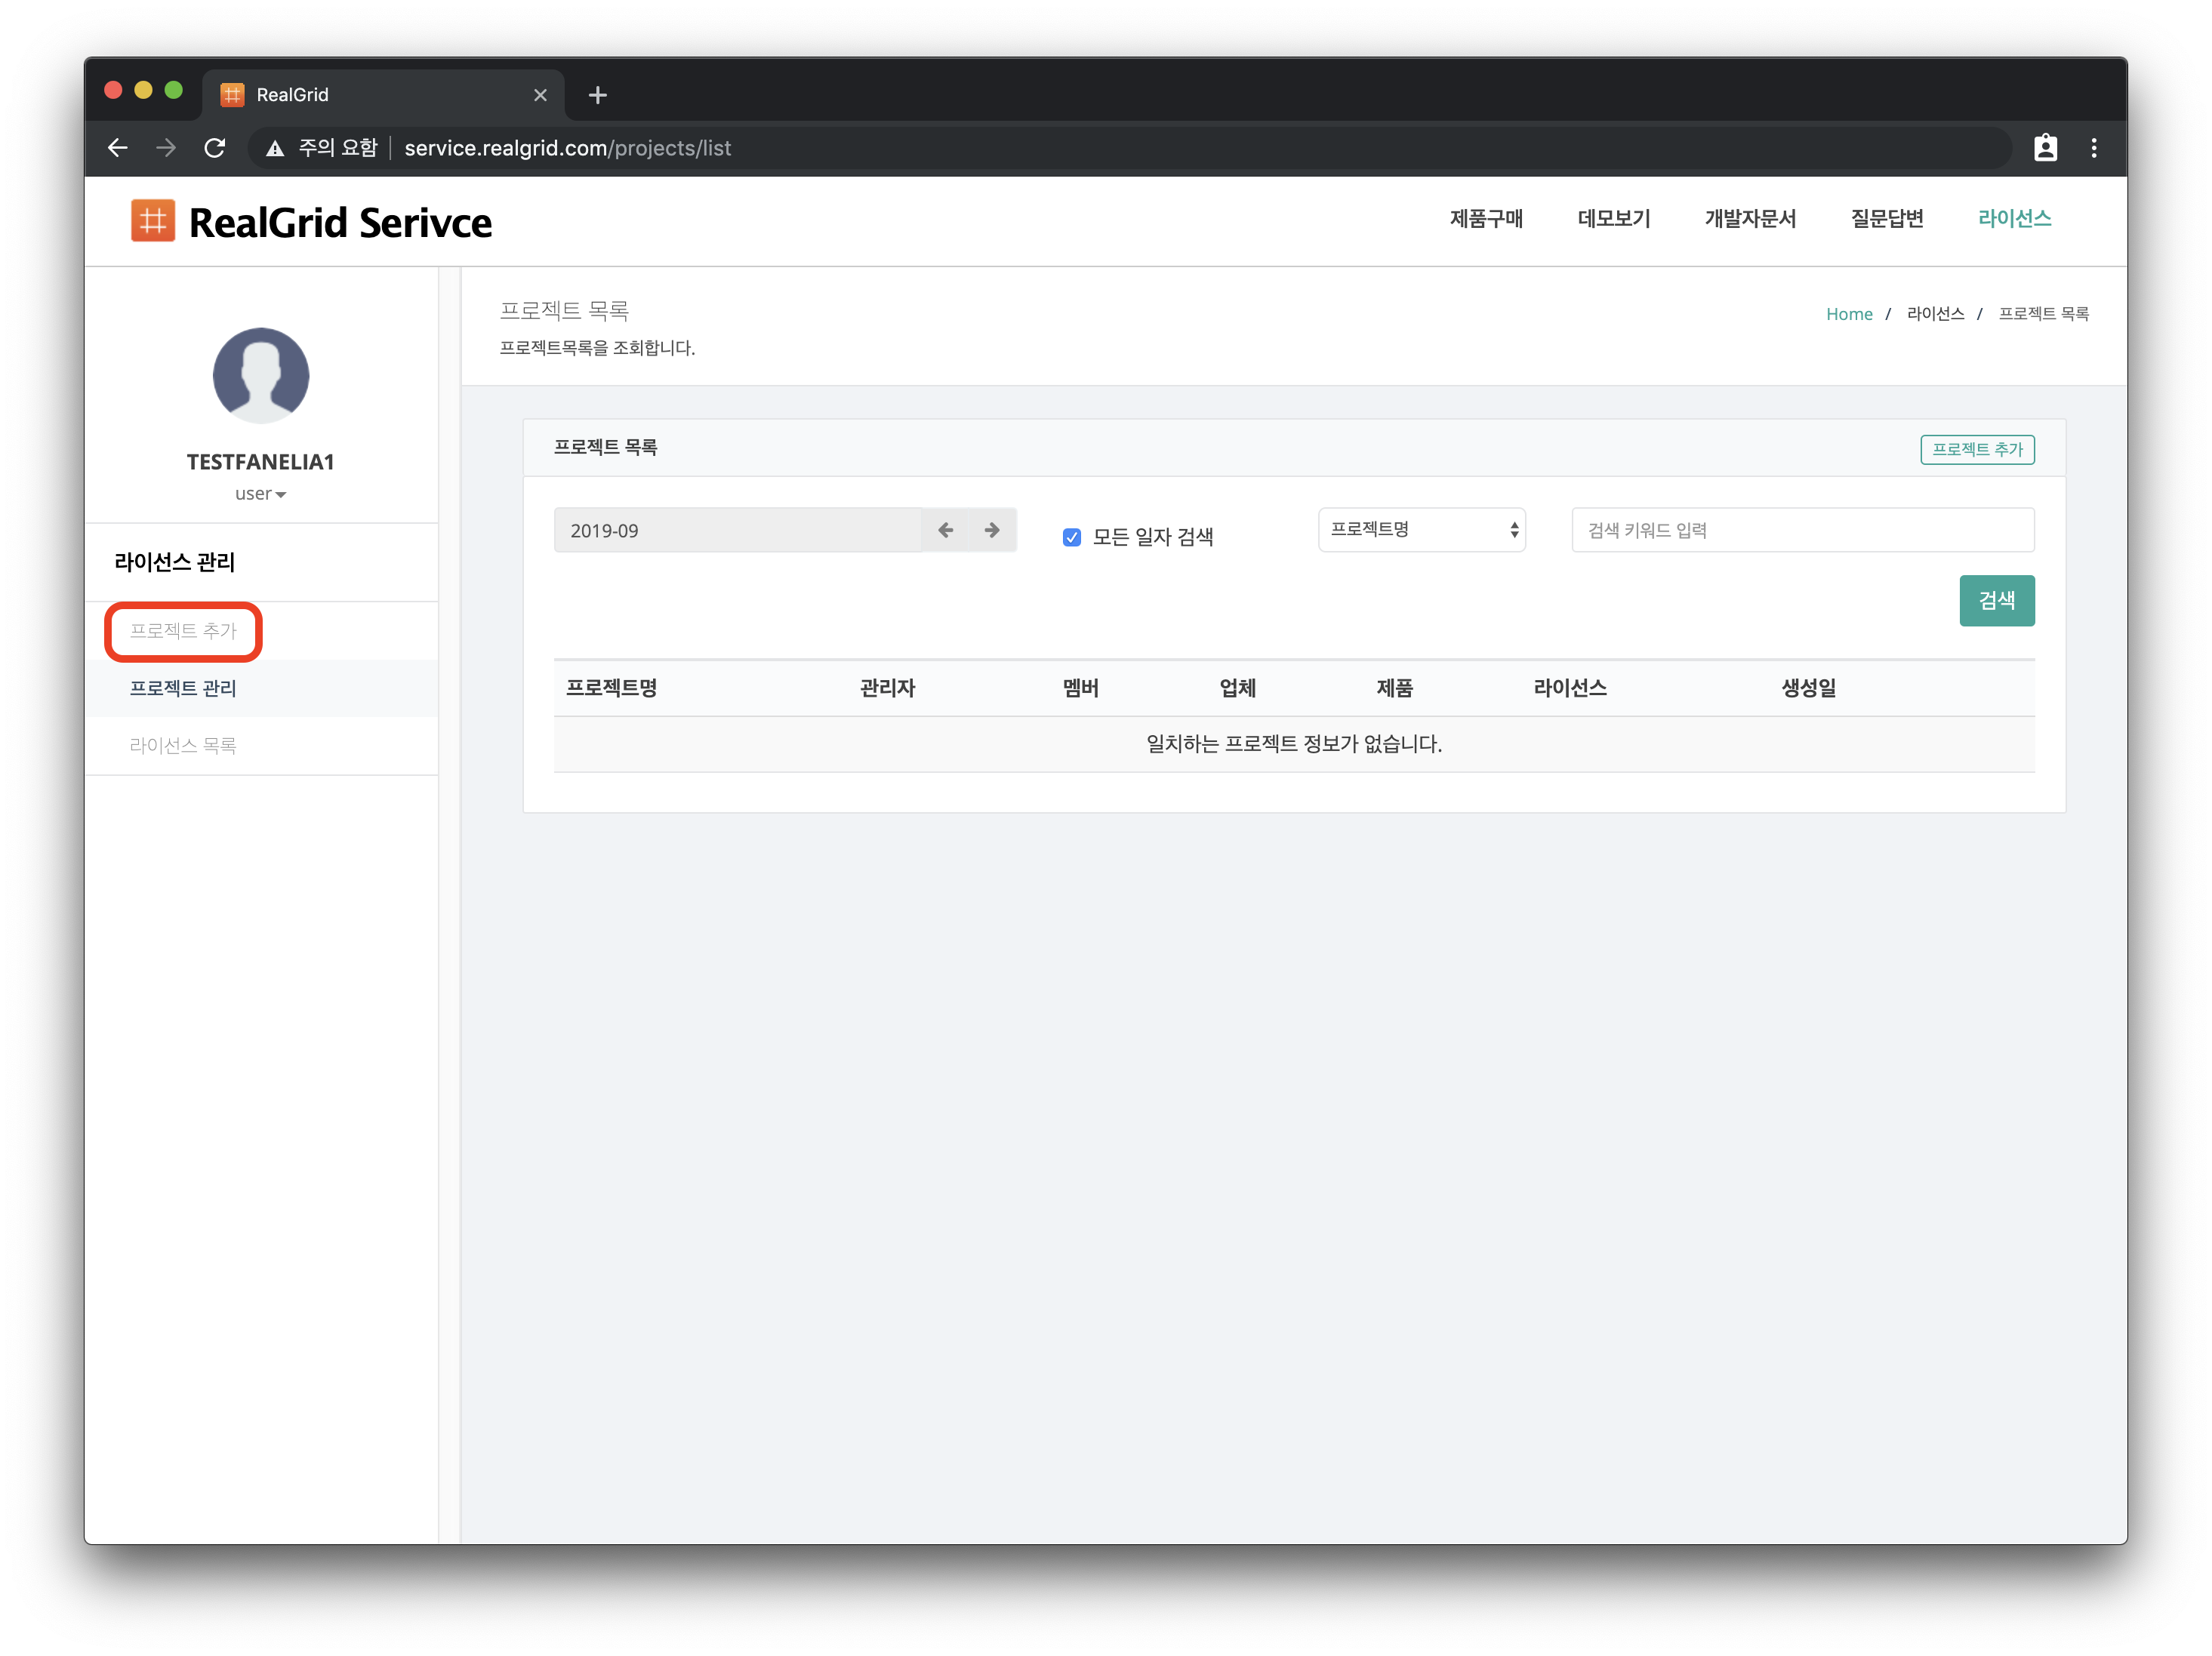 RealGrid
주의 요함 service.realgrid.com/projects/list
RealGrid Serivce
제품구매 데모보기 개발자문서 질문답변 라이선스
TESTFANELIA1
user
라이선스 관리
프로젝트 추가
프로젝트 관리
라이선스 목록
프로젝트 목록
프로젝트목록을 조회합니다.
Home / 라이선스 / 프로젝트 목록
프로젝트 목록
프로젝트 추가
2019-09
모든 일자 검색
프로젝트명
검색 키워드 입력
검색
프로젝트명 관리자 멤버 업체 제품 라이선스 생성일
일치하는 프로젝트 정보가 없습니다.